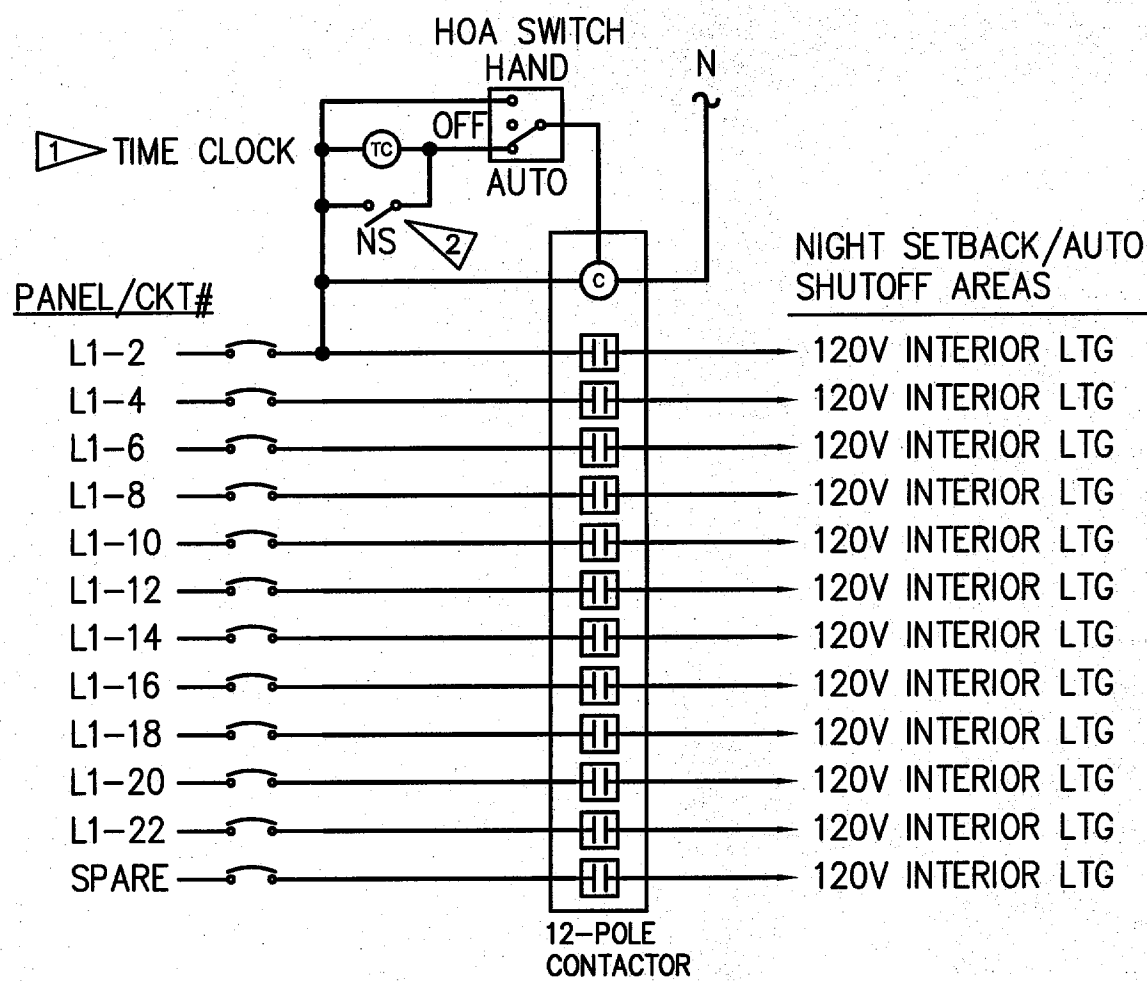 HOA SWITCH
HAND
N
OFF
1 TIME CLOCK
TC
AUTO
NS 2
NIGHT SETBACK/AUTO
SHUTOFF AREAS
C
PANEL/CKT#
L1-2 120V INTERIOR LTG
L1-4 120V INTERIOR LTG
L1-6 120V INTERIOR LTG
L1-8 120V INTERIOR LTG
L1-10 120V INTERIOR LTG
L1-12 120V INTERIOR LTG
L1-14 120V INTERIOR LTG
L1-16 120V INTERIOR LTG
L1-18 120V INTERIOR LTG
L1-20 120V INTERIOR LTG
L1-22 120V INTERIOR LTG
SPARE 120V INTERIOR LTG
12-POLE
CONTACTOR